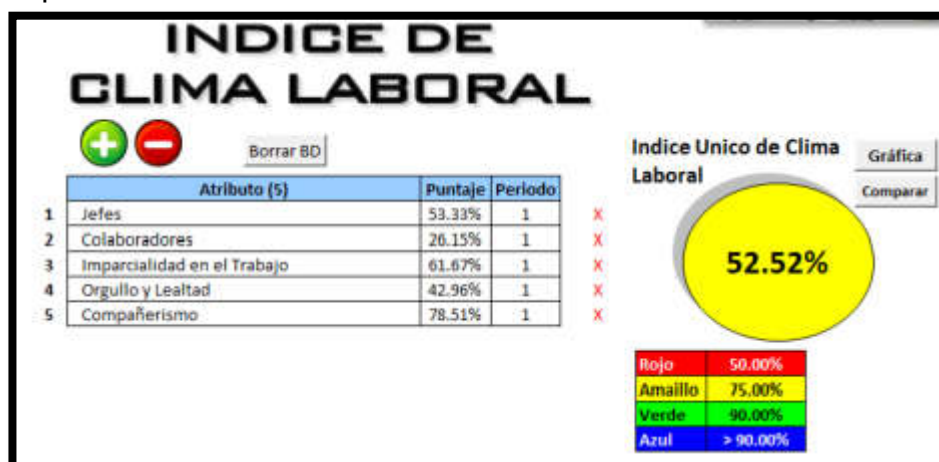 INDICE DE
CLIMA LABORAL
Borrar BD
Indice Unico de Clima
Laboral
Gráfica
Comparar
Atributo (5) Puntaje Periodo
1 Jefes 53.33% 1 X
2 Colaboradores 26.15% 1 X
3 Imparcialidad en el Trabajo 61.67% 1 X
4 Orgullo y Lealtad 42.96% 1 X
5 Compañerismo 78.51% 1 X
52.52%
Rojo 50.00%
Amaillo 75.00%
Verde 90.00%
Azul > 90.00%